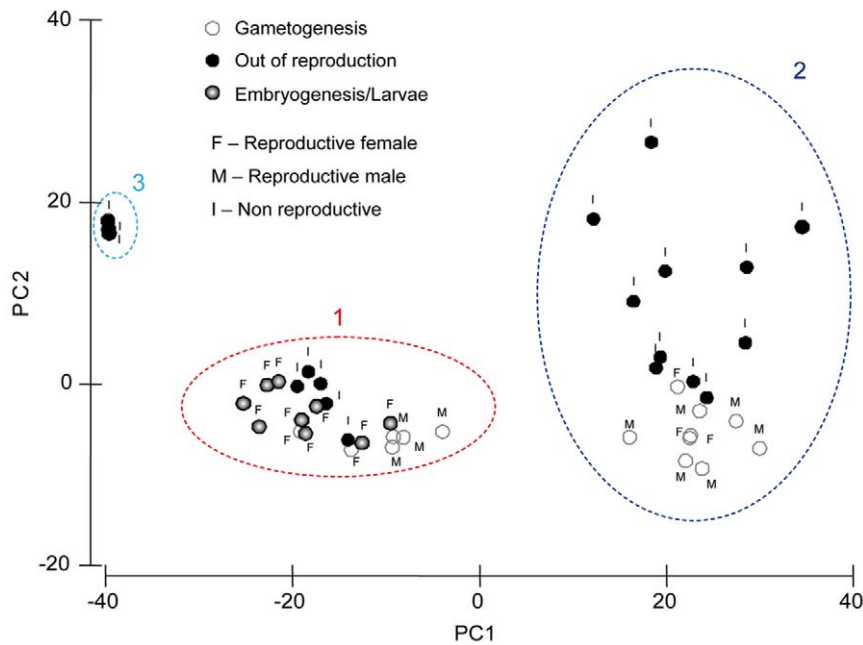 40
Gametogenesis
2
Out of reproduction
Embryogenesis/Larvae
I
F – Reproductive female
3
M – Reproductive male
I
I
20
I – Non reproductive
I
I
I
PC2
I
I
I
1
I
I
I
I
F F I I
0
F
F
I
I
F
M
M
F
M M
F
F
I
F
M
M
F
F
F
M
F
M
M
M
-20
-40
-20
0
20
40
PC1